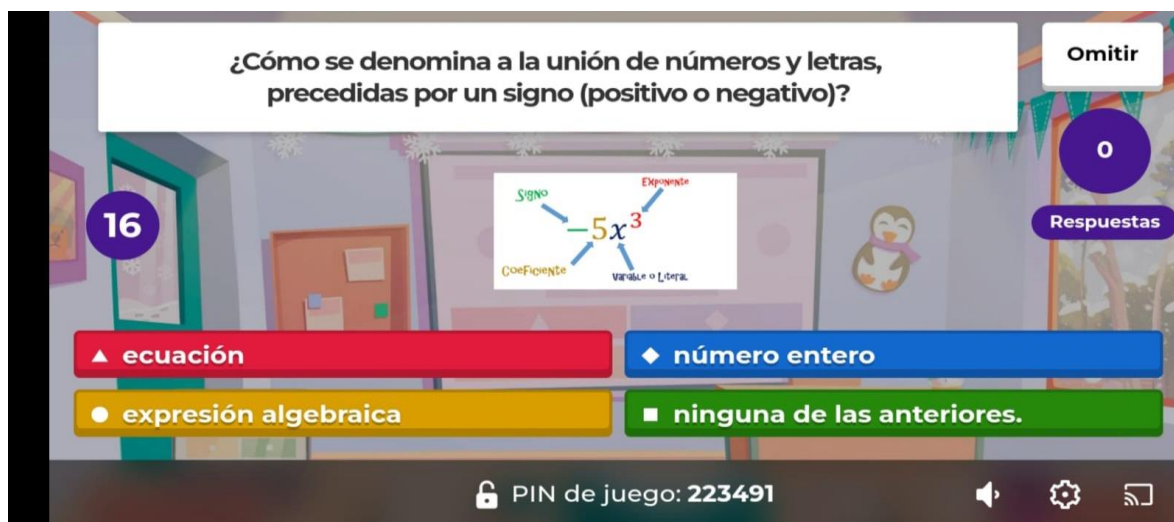 ¿Cómo se denomina a la unión de números y letras,
precedidas por un signo (positivo o negativo)?
Omitir
0
Respuestas
16
Signo
Exponente
−5x³
Coeficiente
Variable o Literal
ecuación
número entero
expresión algebraica
ninguna de las anteriores.
PIN de juego: 223491